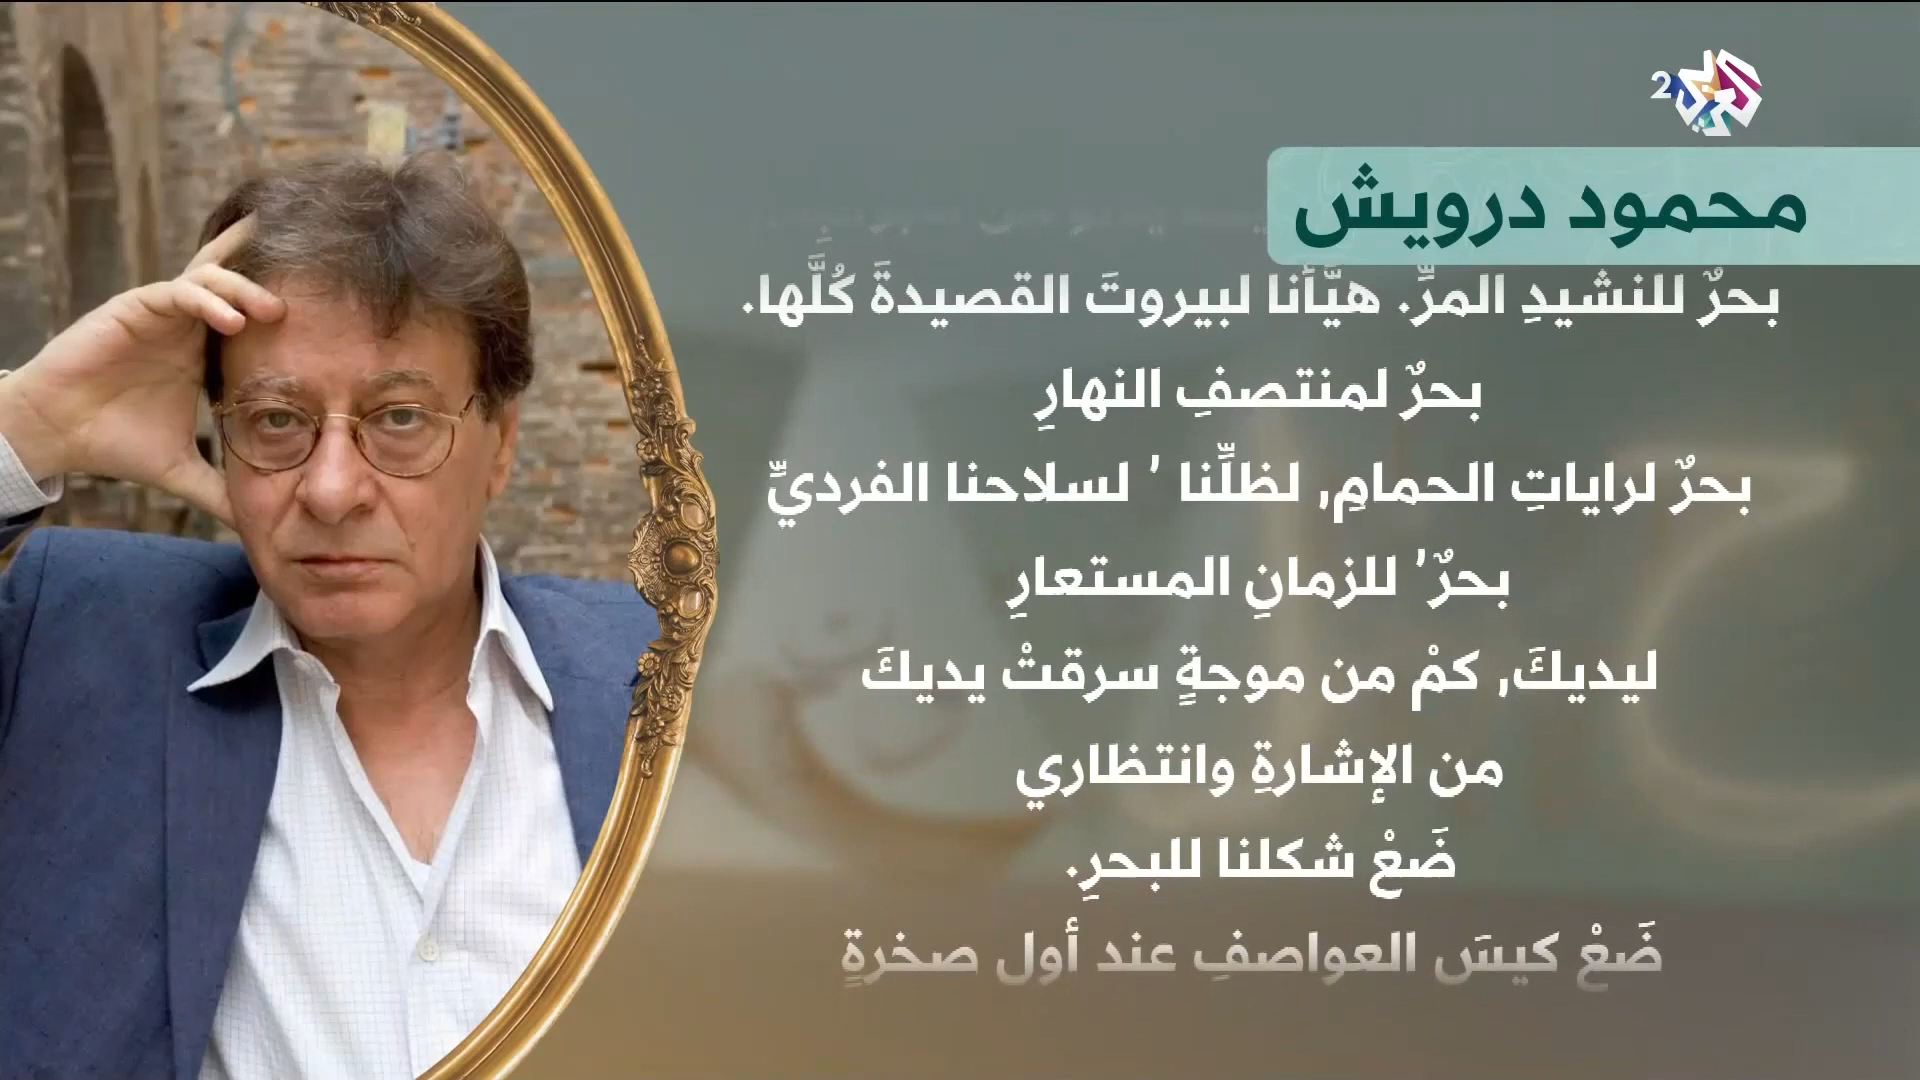 العربي 2
محمود درويش
بحرٌ للنشيدِ المرِّ. هيَّأنا لبيروتَ القصيدةَ كُلَّها.
بحرٌ لمنتصفِ النهارِ
بحرٌ لراياتِ الحمامِ, لظلِّنا ’ لسلاحنا الفرديِّ
بحرٌ’ للزمانِ المستعارِ
ليديكَ, كمْ من موجةٍ سرقتْ يديكَ
من الإشارةِ وانتظاري
ضَعْ شكلنا للبحرِ.
ضَعْ كيسَ العواصفِ عند أول صخرةٍ